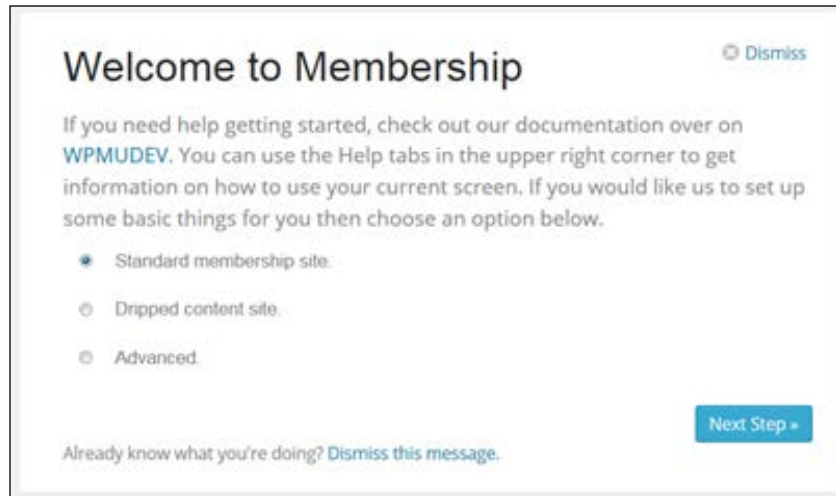 Welcome to Membership
Dismiss
If you need help getting started, check out our documentation over on
WPMUDEV. You can use the Help tabs in the upper right corner to get
information on how to use your current screen. If you would like us to set up
some basic things for you then choose an option below.
Standard membership site.
Dripped content site.
Advanced.
Next Step »
Already know what you're doing? Dismiss this message.